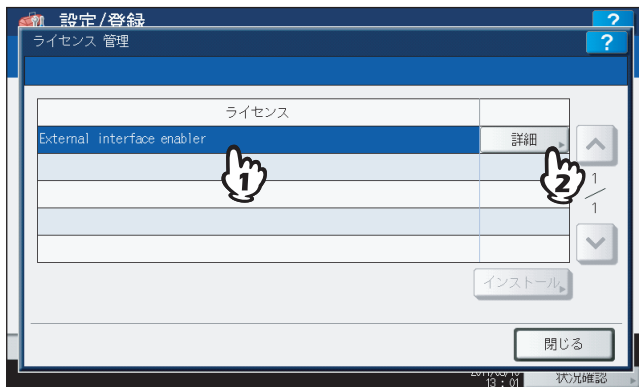 設定/登録
?
ライセンス 管理
?
ライセンス
External interface enabler
詳細
1
2
1
/
1
インストール
閉じる
13 : 01
状況確認